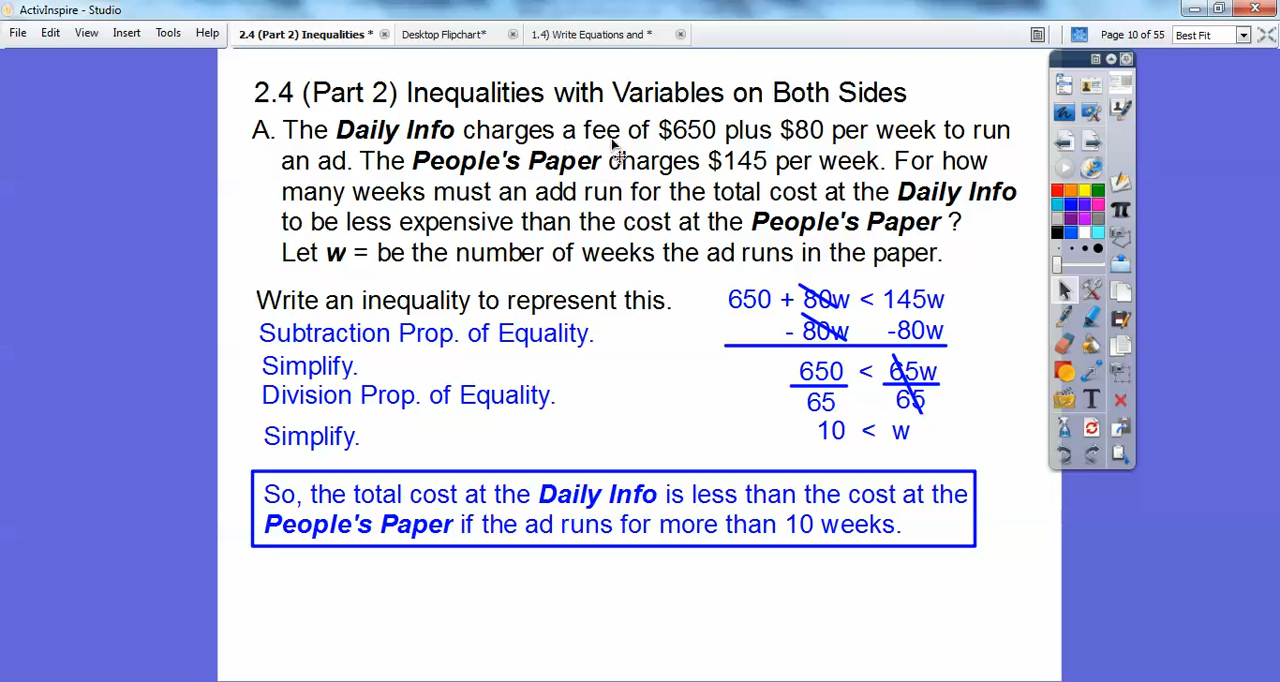 ActivInspire - Studio
File Edit View Insert Tools Help
2.4 (Part 2) Inequalities * Desktop Flipchart* 1.4) Write Equations and *
Page 10 of 55 Best Fit
2.4 (Part 2) Inequalities with Variables on Both Sides
A. The Daily Info charges a fee of $650 plus $80 per week to run
an ad. The People's Paper charges $145 per week. For how
many weeks must an add run for the total cost at the Daily Info
to be less expensive than the cost at the People's Paper ?
Let w = be the number of weeks the ad runs in the paper.
Write an inequality to represent this. 650 + 80w < 145w
Subtraction Prop. of Equality. - 80w -80w
Simplify. 650 < 65w
Division Prop. of Equality. 65 65
Simplify. 10 < w
So, the total cost at the Daily Info is less than the cost at the
People's Paper if the ad runs for more than 10 weeks.